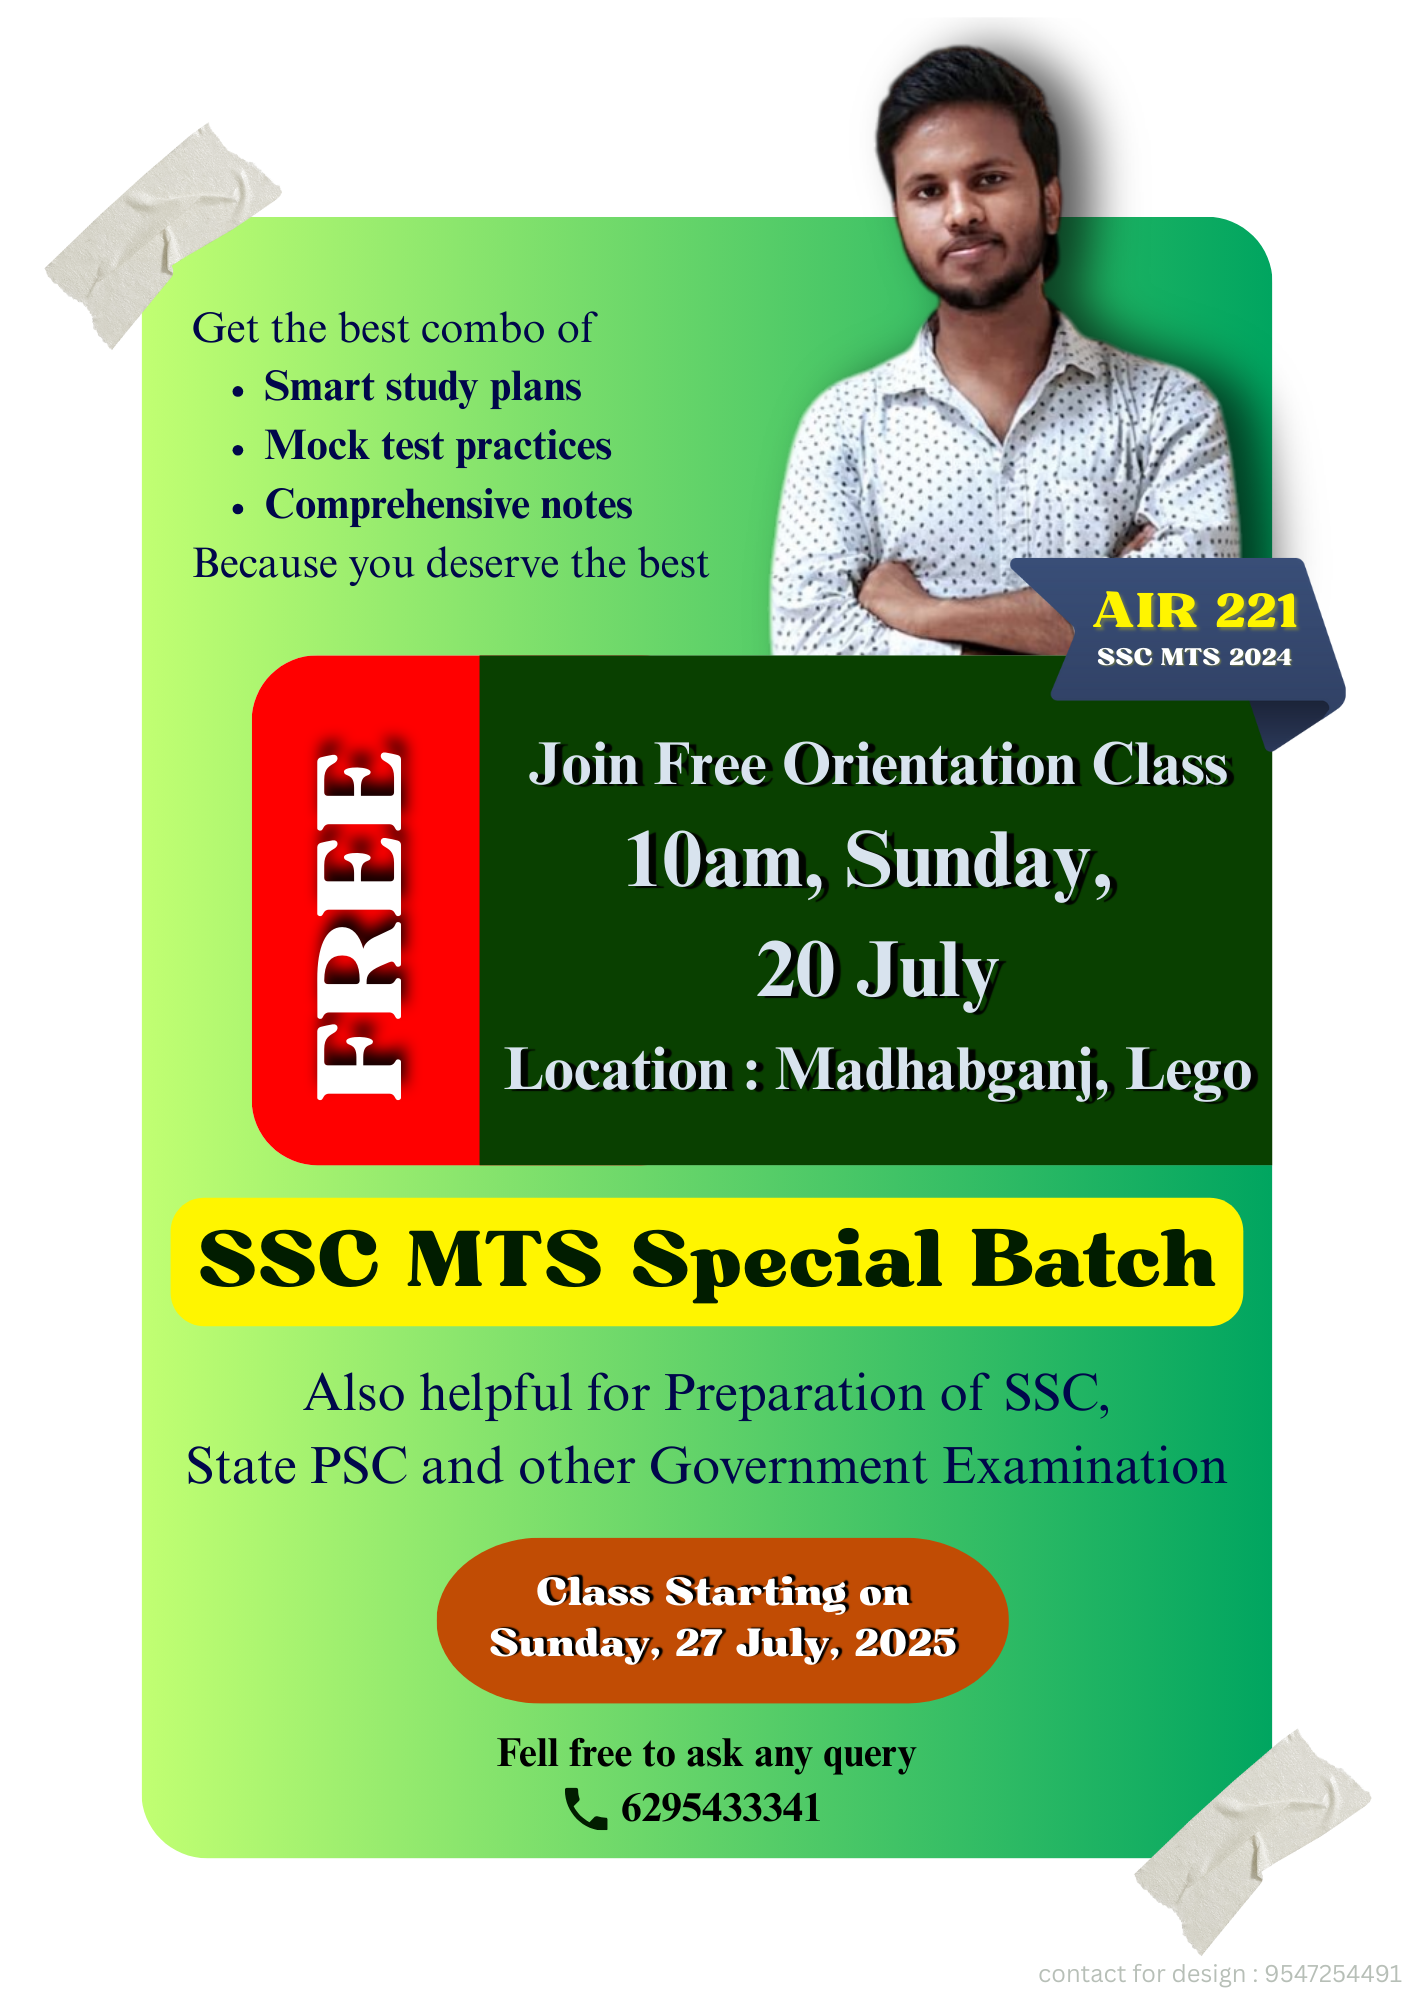 Get the best combo of
• Smart study plans
• Mock test practices
• Comprehensive notes
Because you deserve the best
AIR 221
SSC MTS 2024
FREE
Join Free Orientation Class
10am, Sunday,
20 July
Location : Madhabganj, Lego
SSC MTS Special Batch
Also helpful for Preparation of SSC,
State PSC and other Government Examination
Class Starting on
Sunday, 27 July, 2025
Fell free to ask any query
6295433341
contact for design : 9547254491